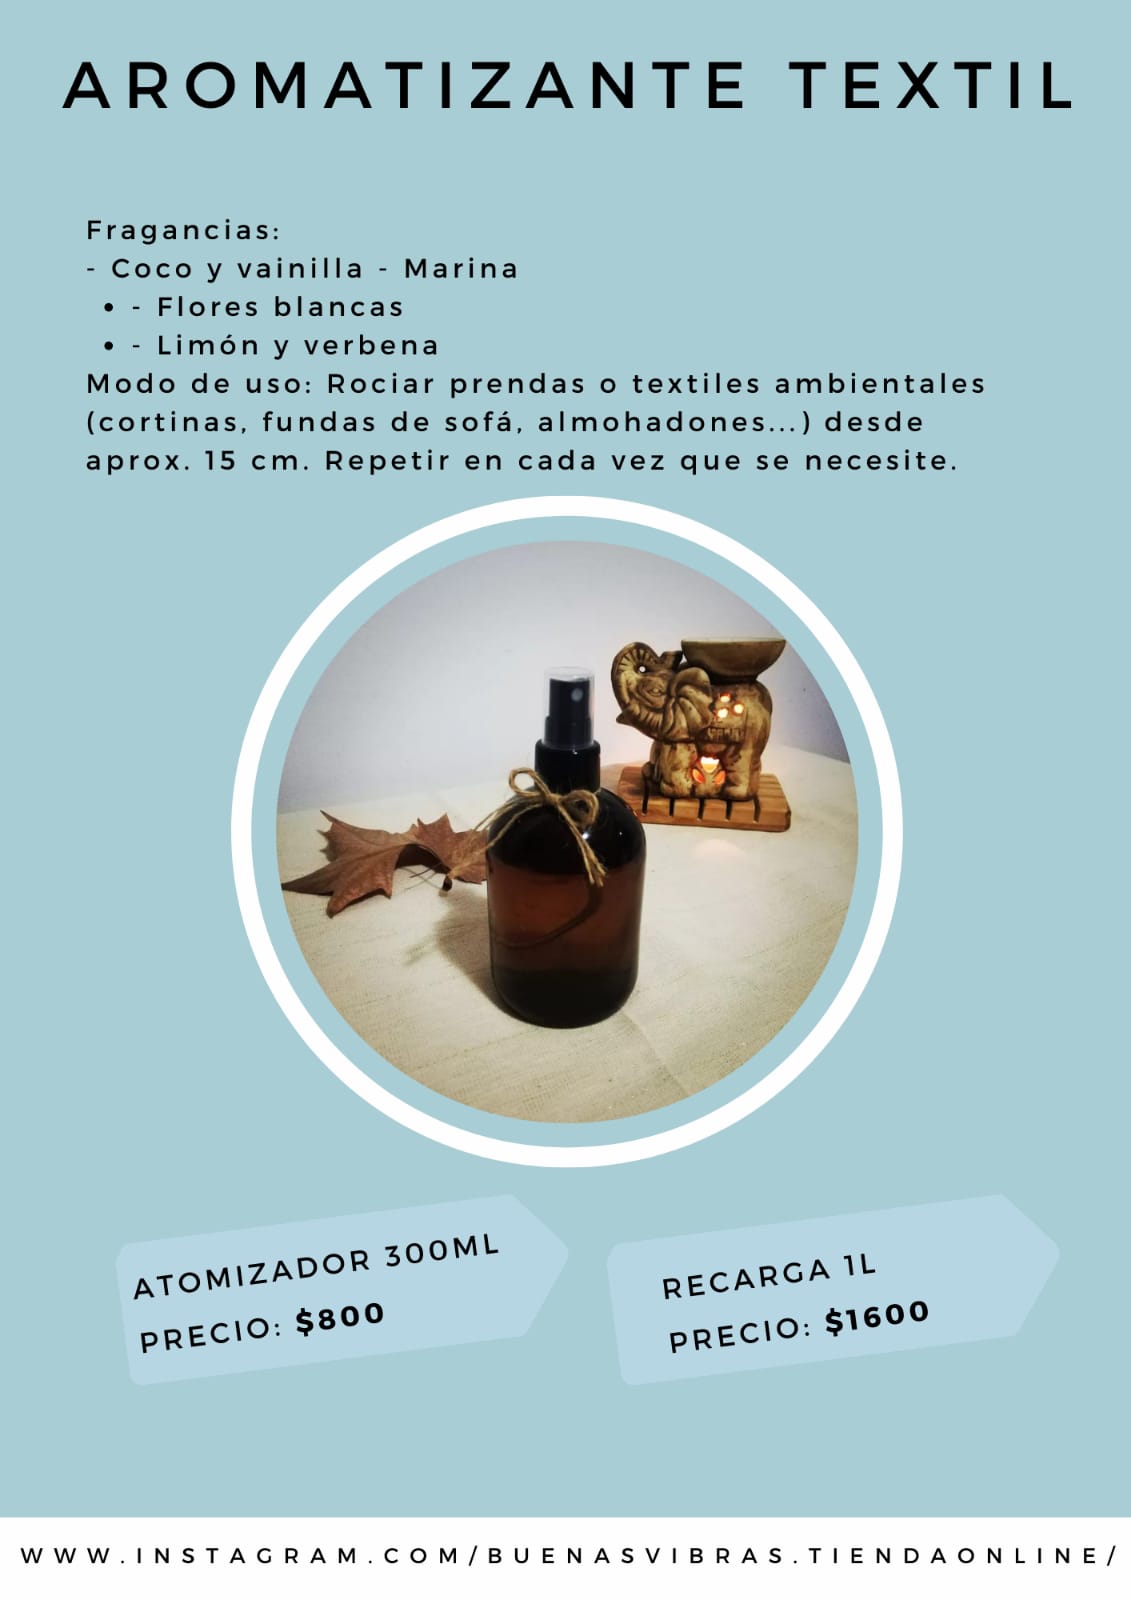 AROMATIZANTE TEXTIL
Fragancias:
- Coco y vainilla - Marina
• - Flores blancas
• - Limón y verbena
Modo de uso: Rociar prendas o textiles ambientales
(cortinas, fundas de sofá, almohadones...) desde
aprox. 15 cm. Repetir en cada vez que se necesite.
ATOMIZADOR 300ML
PRECIO: $800
RECARGA 1L
PRECIO: $1600
WWW.INSTAGRAM.COM/BUENASVIBRAS.TIENDAONLINE/